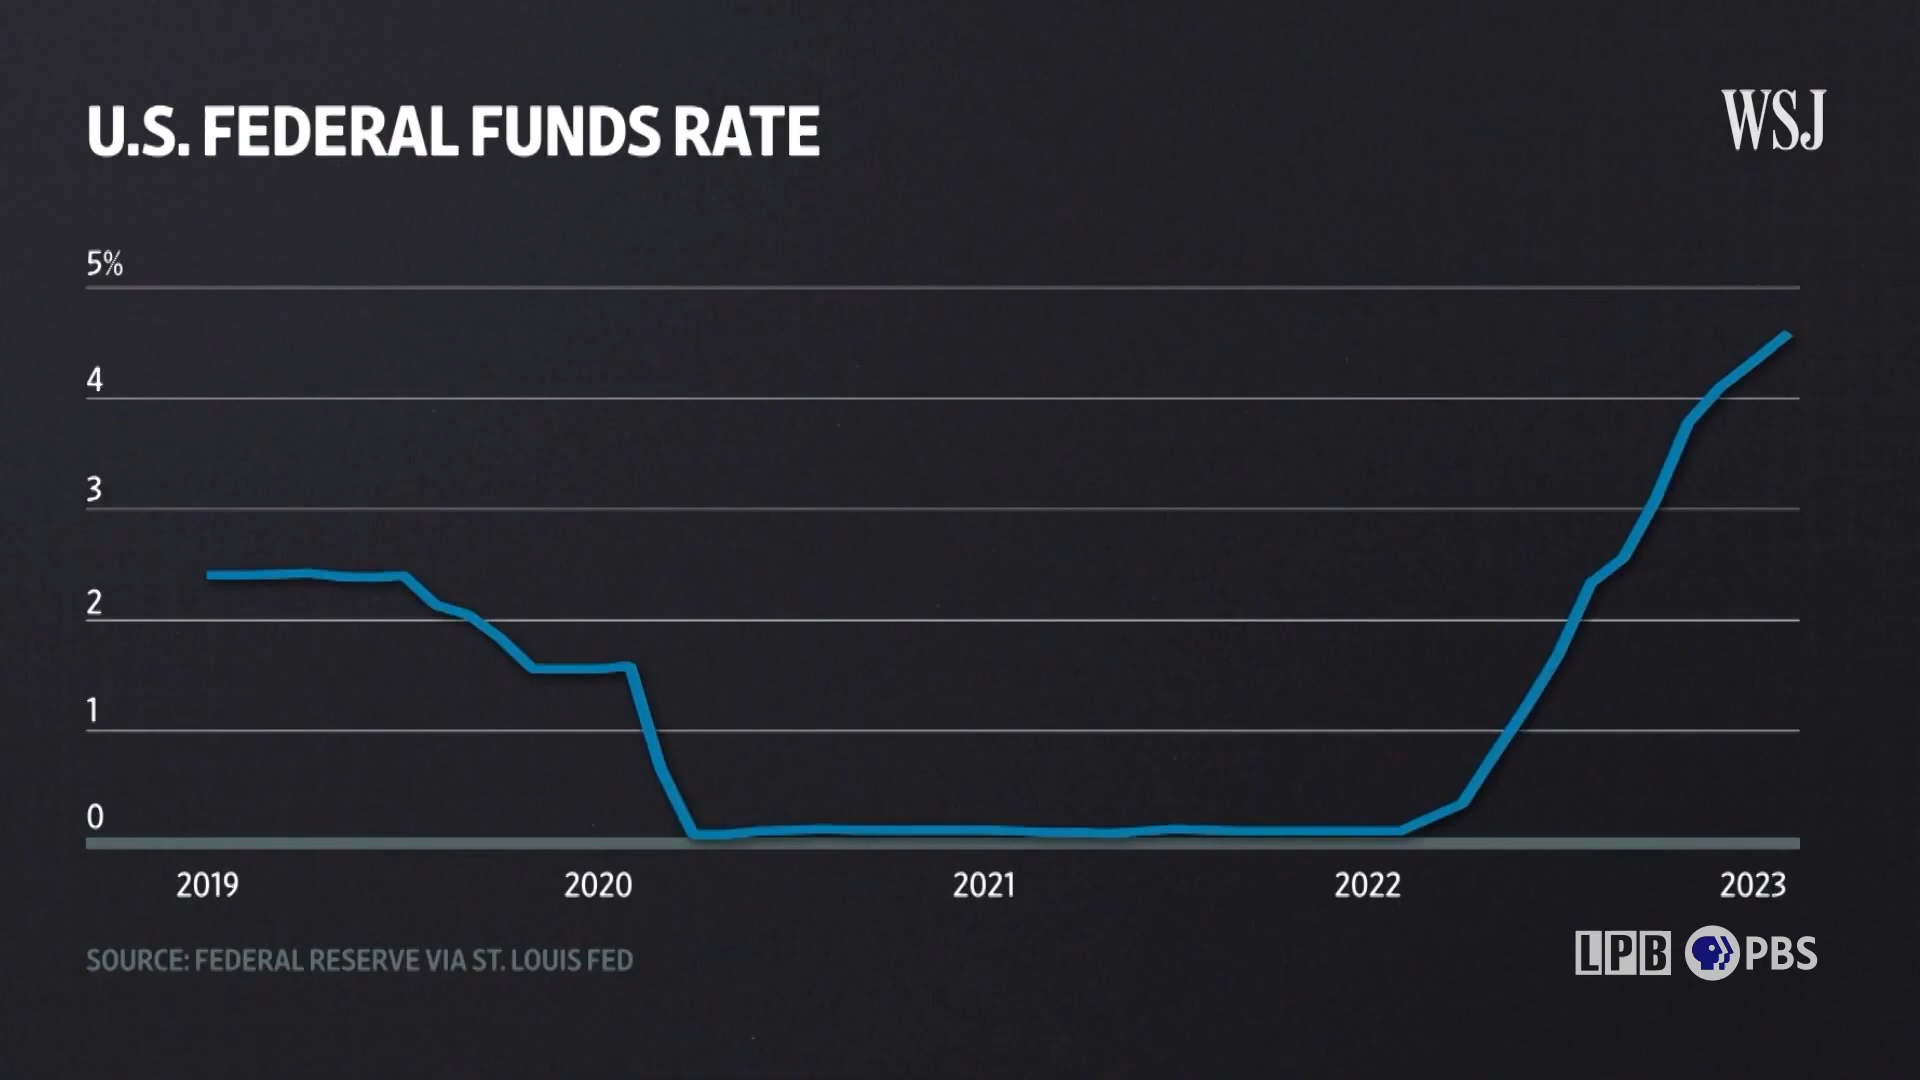 U.S. FEDERAL FUNDS RATE
WSJ
5%
4
3
2
1
0
2019 2020 2021 2022 2023
SOURCE: FEDERAL RESERVE VIA ST. LOUIS FED
LPB PBS